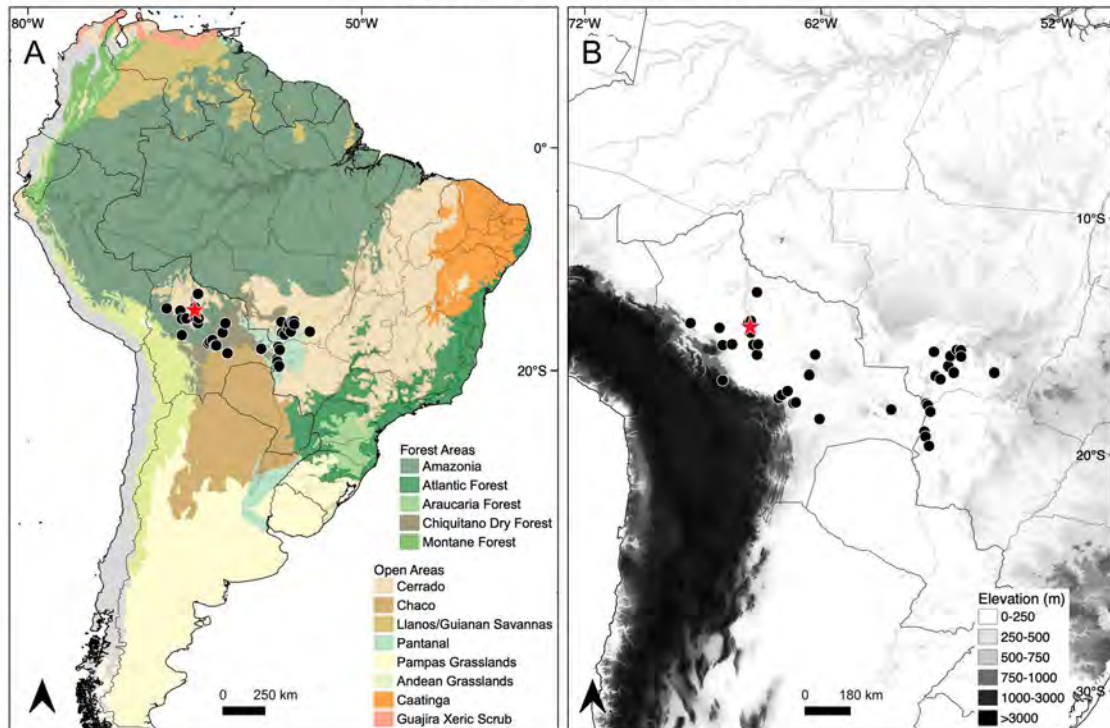 80°W
50°W
A
0°
20°S
Forest Areas
Amazonia
Atlantic Forest
Araucaria Forest
Chiquitano Dry Forest
Montane Forest
Open Areas
Cerrado
Chaco
Llanos/Guianan Savannas
Pantanal
Pampas Grasslands
Andean Grasslands
Caatinga
Guajira Xeric Scrub
0 250 km
72°W
62°W
52°W
B
10°S
20°S
30°S
Elevation (m)
0-250
250-500
500-750
750-1000
1000-3000
>3000
0 180 km